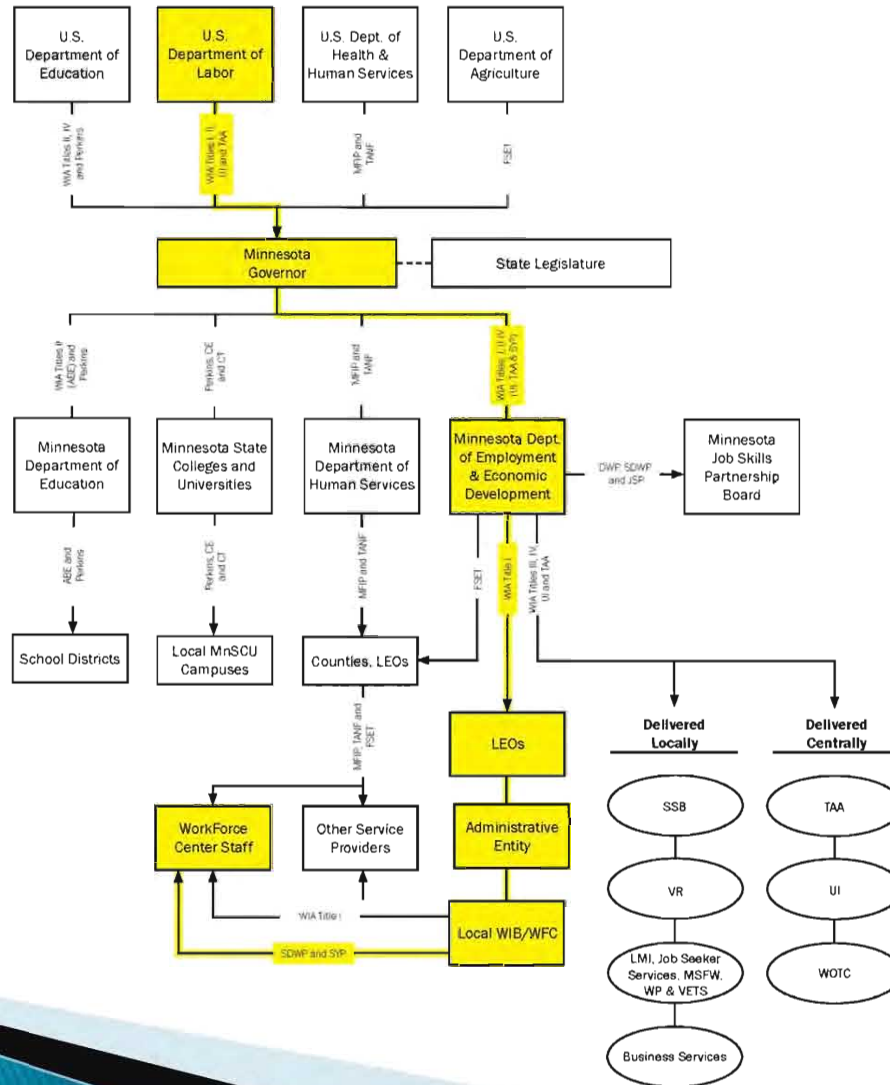 U.S.
Department of
Education
U.S.
Department of
Labor
U.S. Dept. of
Health &
Human Services
U.S.
Department of
Agriculture
WIA Titles II, IV
and Perkins
WIA Titles I, II,
UI and TAA
MFIP and
TANF
FSET
Minnesota
Governor
State Legislature
WIA Titles II
(ABE) and
Perkins
Perkins, CE
and CT
MFIP and
TANF
WIA Titles I, II, IV
(UI, TAA & SYP)
Minnesota
Department of
Education
Minnesota State
Colleges and
Universities
Minnesota
Department of
Human Services
Minnesota Dept.
of Employment
& Economic
Development
DWP, SDWP
and JSP
Minnesota
Job Skills
Partnership
Board
ABE and
Perkins
Perkins, CE
and CT
MFIP and TANF
FSET
WIA Title I
WIA Titles III, IV,
UI and TAA
School Districts
Local MnSCU
Campuses
Counties, LEOs
MFIP, TANF and
FSET
LEOs
Delivered
Locally
Delivered
Centrally
WorkForce
Center Staff
Other Service
Providers
Administrative
Entity
SSB
TAA
WIA Title I
SDWP and SYP
Local WIB/WFC
VR
UI
LMI, Job Seeker
Services, MSFW,
WP & VETS
WOTC
Business Services